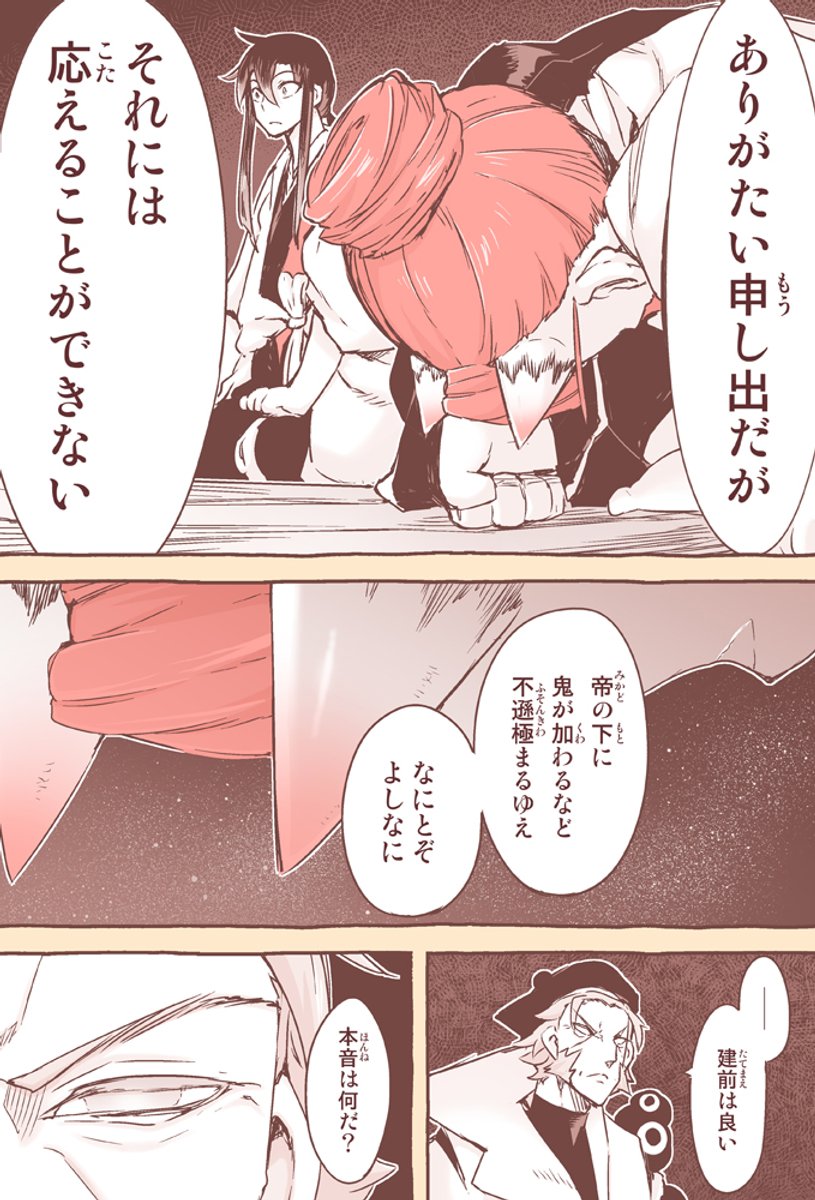 ありがたい申し出だが
それには
応えることができない
帝の下に
鬼が加わるなど
不遜極まるゆえ
なにとぞ
よしなに
―
建前は良い
本音は何だ？